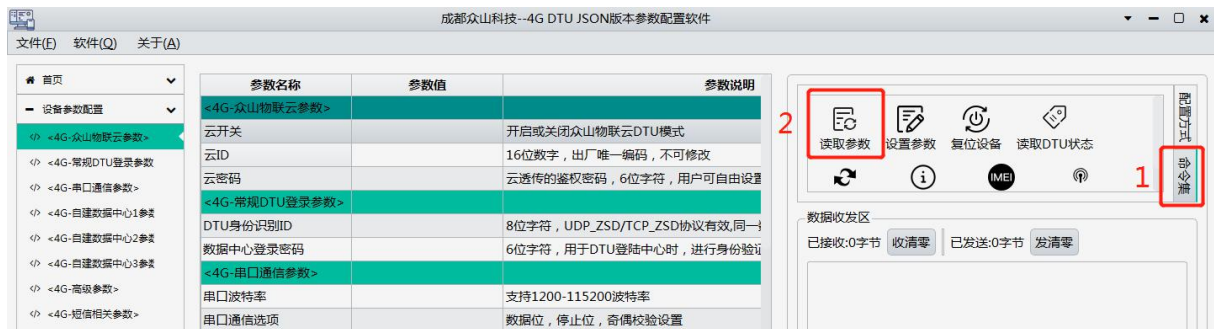 成都众山科技--4G DTU JSON版本参数配置软件
文件(F) 软件(Q) 关于(A)
首页
设备参数配置
</> <4G-众山物联云参数>
</> <4G-常规DTU登录参数
</> <4G-串口通信参数>
</> <4G-自建数据中心1参数
</> <4G-自建数据中心2参数
</> <4G-自建数据中心3参数
</> <4G-高级参数>
</> <4G-短信相关参数>
参数名称 参数值 参数说明
<4G-众山物联云参数>
云开关 开启或关闭众山物联云DTU模式
云ID 16位数字，出厂唯一编码，不可修改
云密码 云透传的鉴权密码，6位字符，用户可自由设置
<4G-常规DTU登录参数>
DTU身份识别ID 8位字符，UDP_ZSD/TCP_ZSD协议有效,同一
数据中心登录密码 6位字符，用于DTU登陆中心时，进行身份验证
<4G-串口通信参数>
串口波特率 支持1200-115200波特率
串口通信选项 数据位，停止位，奇偶校验设置
2
读取参数 设置参数 复位设备 读取DTU状态
IMEI
配置方式
1
命令集
数据收发区
已接收:0字节 收清零 已发送:0字节 发清零